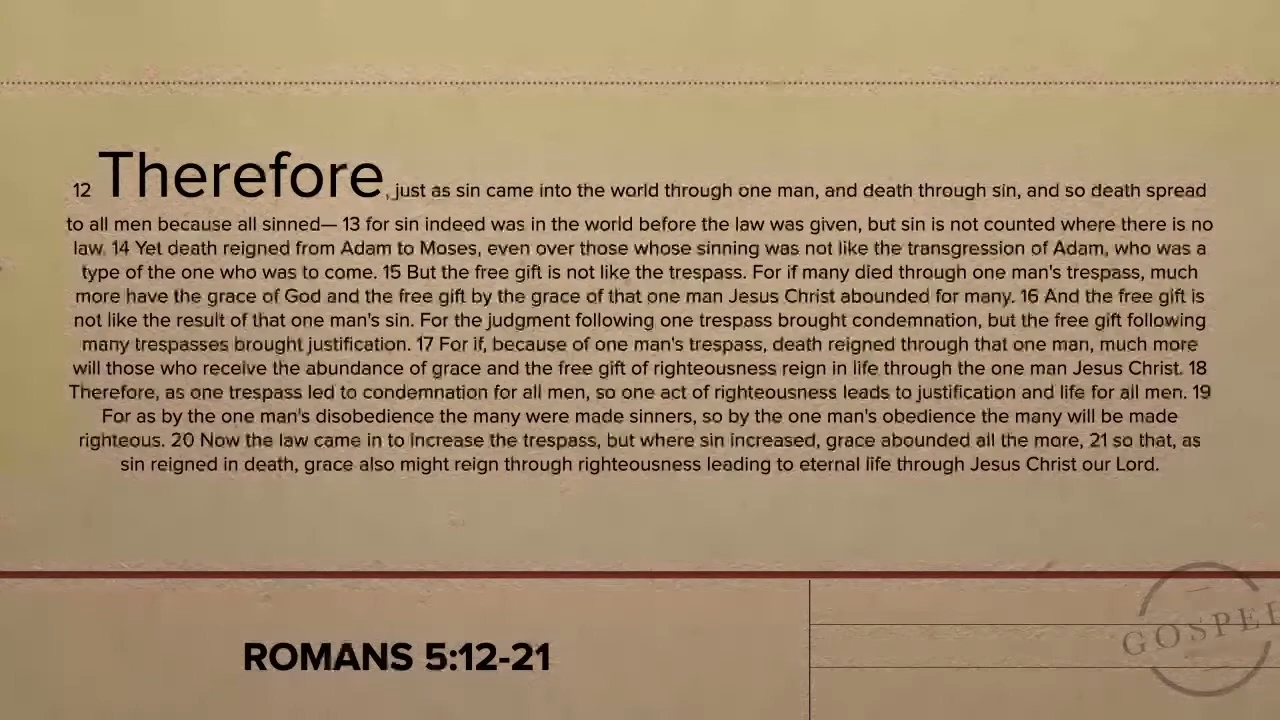 12 Therefore, just as sin came into the world through one man, and death through sin, and so death spread
to all men because all sinned— 13 for sin indeed was in the world before the law was given, but sin is not counted where there is no
law. 14 Yet death reigned from Adam to Moses, even over those whose sinning was not like the transgression of Adam, who was a
type of the one who was to come. 15 But the free gift is not like the trespass. For if many died through one man's trespass, much
more have the grace of God and the free gift by the grace of that one man Jesus Christ abounded for many. 16 And the free gift is
not like the result of that one man's sin. For the judgment following one trespass brought condemnation, but the free gift following
many trespasses brought justification. 17 For if, because of one man's trespass, death reigned through that one man, much more
will those who receive the abundance of grace and the free gift of righteousness reign in life through the one man Jesus Christ. 18
Therefore, as one trespass led to condemnation for all men, so one act of righteousness leads to justification and life for all men. 19
For as by the one man's disobedience the many were made sinners, so by the one man's obedience the many will be made
righteous. 20 Now the law came in to increase the trespass, but where sin increased, grace abounded all the more, 21 so that, as
sin reigned in death, grace also might reign through righteousness leading to eternal life through Jesus Christ our Lord.
ROMANS 5:12-21
GOSPEL